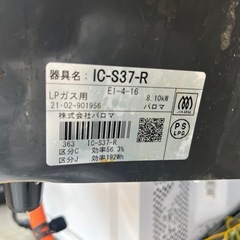 器具名: IC-S37-R
LPガス用 EI-4-16 8.10kW
21-02-901956 パロマ
株式会社パロマ
PS
LPG
363 IC-S37-R
区分C 効率56.3%
区分J 効率192Wh